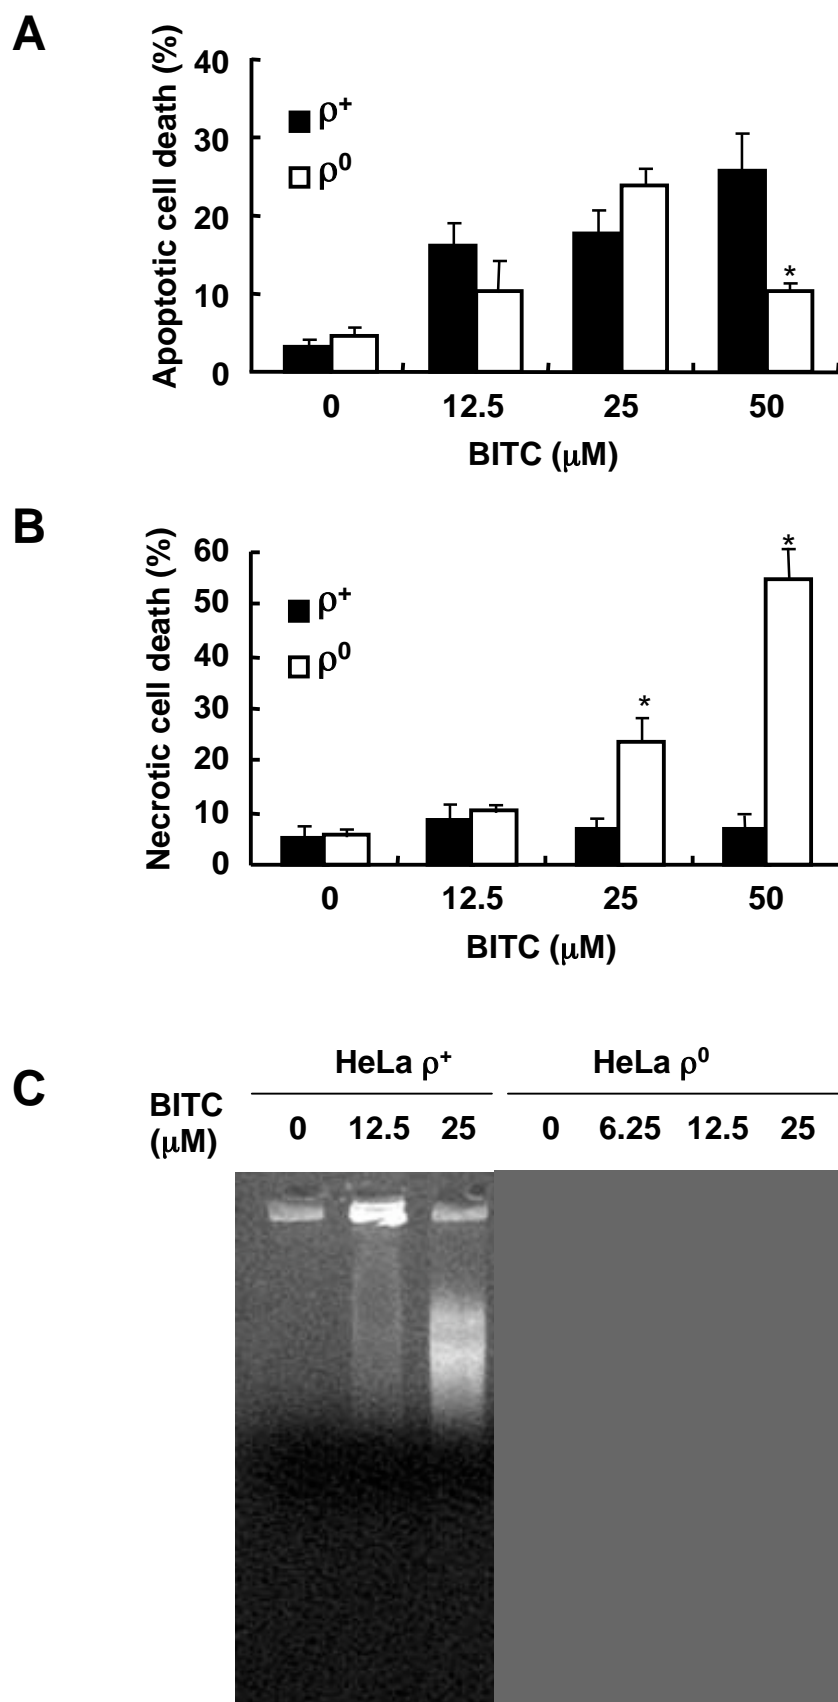 A
Apoptotic cell death (%)
40
30
20
10
0
ρ⁺
ρ⁰
*
0 12.5 25 50
BITC (μM)
B
Necrotic cell death (%)
60
50
40
30
20
10
0
ρ⁺
ρ⁰
*
*
0 12.5 25 50
BITC (μM)
C
HeLa ρ⁺ HeLa ρ⁰
BITC
(μM)
0 12.5 25 0 6.25 12.5 25